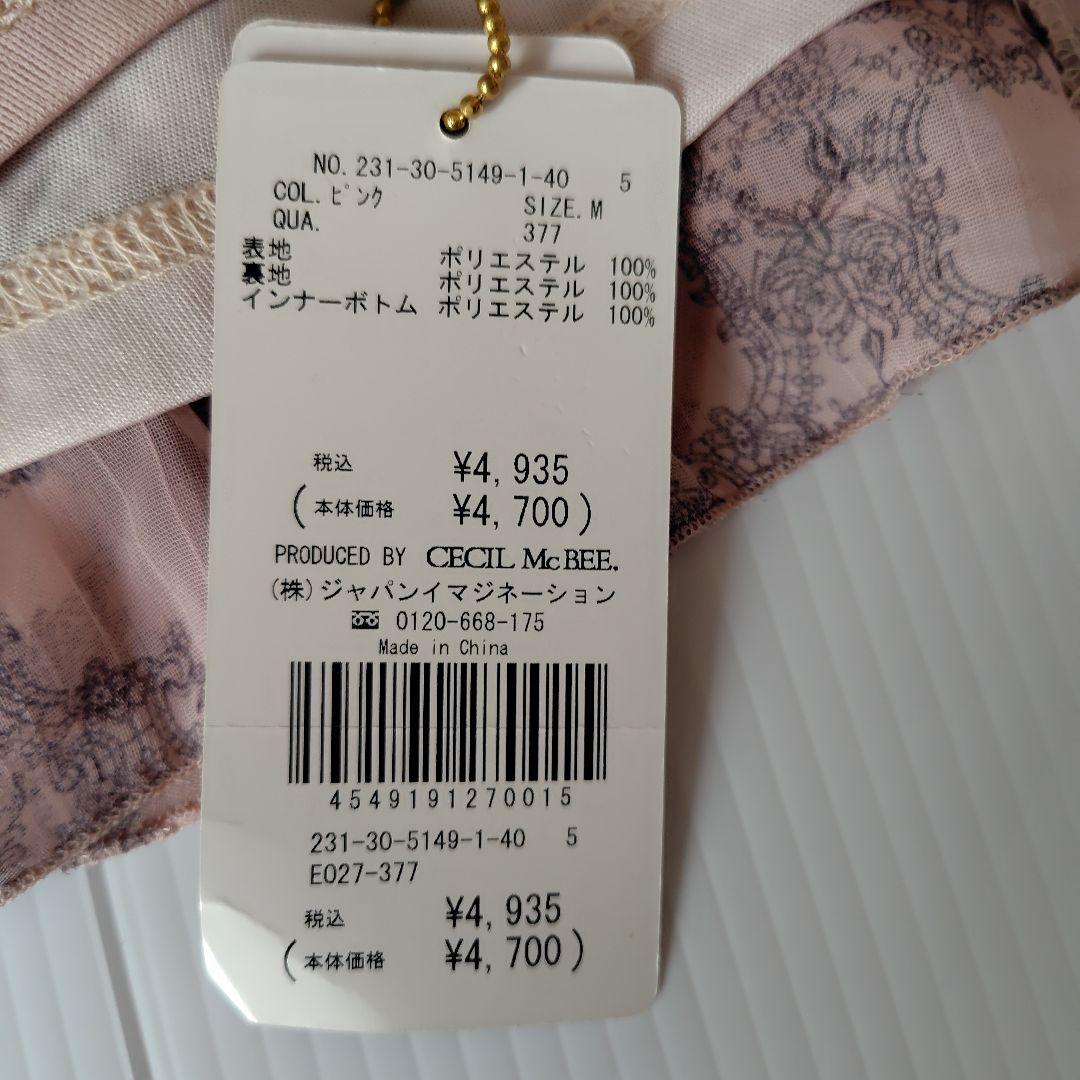 NO. 231-30-5149-1-40 5
COL. ピンク SIZE. M
QUA. 377
表地 ポリエステル 100%
裏地 ポリエステル 100%
インナーボトム ポリエステル 100%
税込 ¥4,935
(本体価格 ¥4,700)
PRODUCED BY CECIL McBEE.
(株)ジャパンイマジネーション
0120-668-175
Made in China
4549191270015
231-30-5149-1-40 5
E027-377
税込 ¥4,935
(本体価格 ¥4,700)